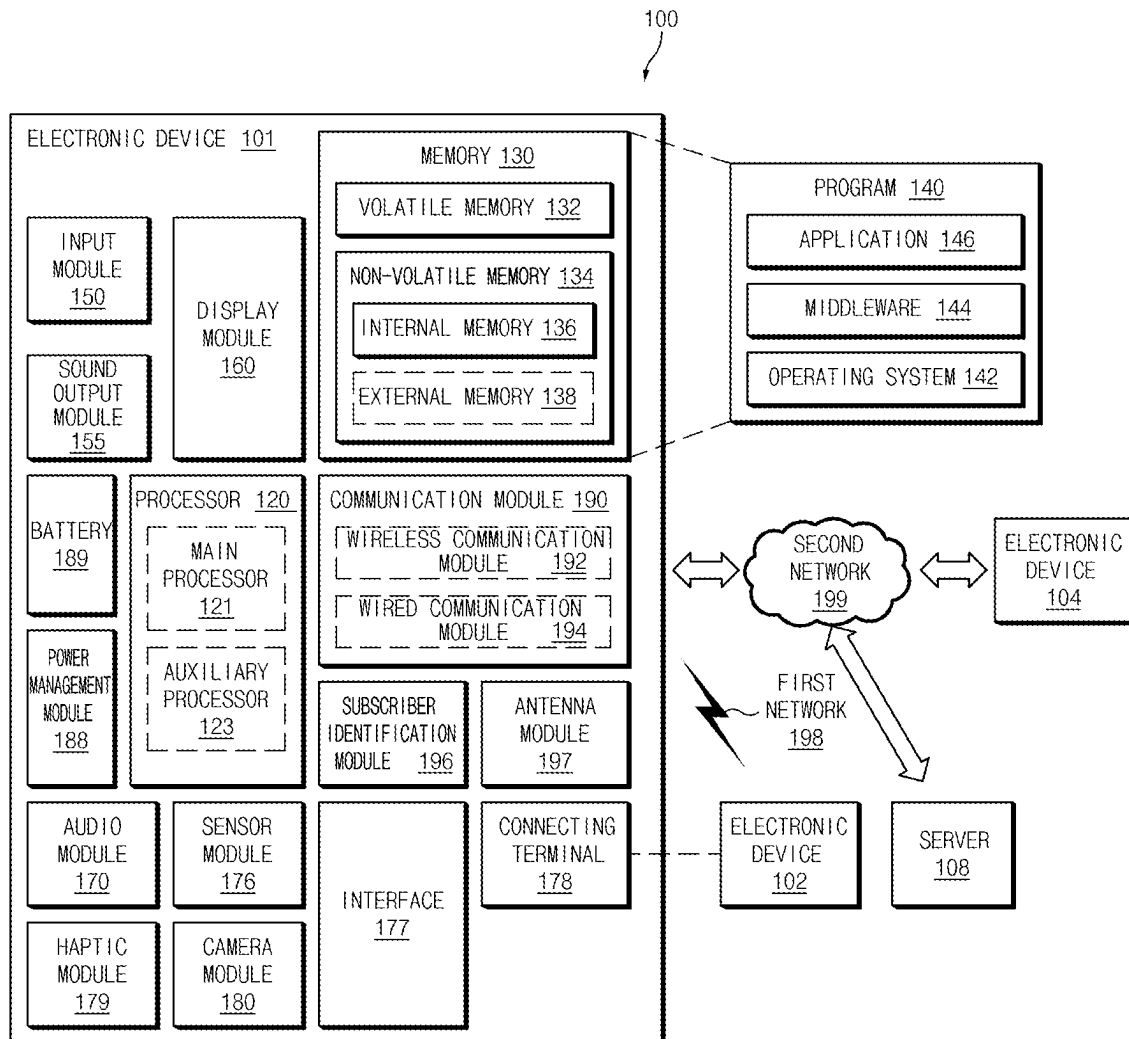 100
ELECTRONIC DEVICE 101
MEMORY 130
VOLATILE MEMORY 132
NON-VOLATILE MEMORY 134
INTERNAL MEMORY 136
EXTERNAL MEMORY 138
PROGRAM 140
APPLICATION 146
MIDDLEWARE 144
OPERATING SYSTEM 142
INPUT
MODULE
150
DISPLAY
MODULE
160
SOUND
OUTPUT
MODULE
155
BATTERY
189
PROCESSOR 120
MAIN
PROCESSOR
121
AUXILIARY
PROCESSOR
123
COMMUNICATION MODULE 190
WIRELESS COMMUNICATION
MODULE 192
WIRED COMMUNICATION
MODULE 194
SECOND
NETWORK
199
ELECTRONIC
DEVICE
104
POWER
MANAGEMENT
MODULE
188
SUBSCRIBER
IDENTIFICATION
MODULE 196
ANTENNA
MODULE
197
FIRST
NETWORK
198
AUDIO
MODULE
170
SENSOR
MODULE
176
INTERFACE
177
CONNECTING
TERMINAL
178
ELECTRONIC
DEVICE
102
SERVER
108
HAPTIC
MODULE
179
CAMERA
MODULE
180